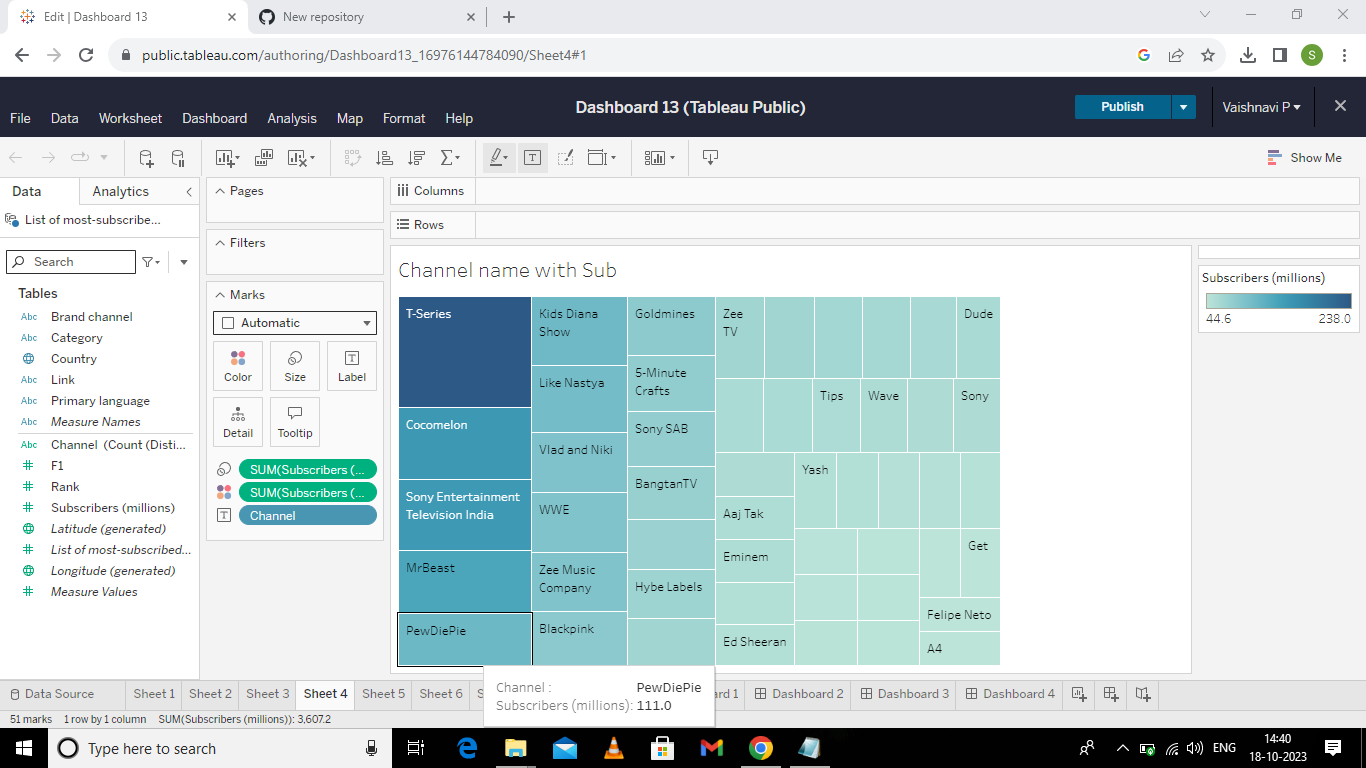 Edit | Dashboard 13
New repository
public.tableau.com/authoring/Dashboard13_16976144784090/Sheet4#1
S
Dashboard 13 (Tableau Public)
Publish
Vaishnavi P
File Data Worksheet Dashboard Analysis Map Format Help
Show Me
Data Analytics
Pages
Columns
List of most-subscribe...
Rows
Filters
Search
Tables
Abc Brand channel
Abc Category
Country
Abc Link
Abc Primary language
Abc Measure Names
Abc Channel (Count (Disti...
F1
Rank
Subscribers (millions)
Latitude (generated)
List of most-subscribed...
Longitude (generated)
Measure Values
Marks
Automatic
Color Size Label
Detail Tooltip
SUM(Subscribers (...
SUM(Subscribers (...
Channel
Channel name with Sub
T-Series
Cocomelon
Sony Entertainment
Television India
MrBeast
PewDiePie
Kids Diana
Show
Like Nastya
Vlad and Niki
WWE
Zee Music
Company
Blackpink
Goldmines
5-Minute
Crafts
Sony SAB
BangtanTV
Hybe Labels
Zee
TV
Dude
Tips
Wave
Sony
Yash
Aaj Tak
Eminem
Ed Sheeran
Get
Felipe Neto
A4
Subscribers (millions)
44.6 238.0
Channel : PewDiePie
Subscribers (millions): 111.0
Data Source Sheet 1 Sheet 2 Sheet 3 Sheet 4 Sheet 5 Sheet 6 S rd 1 Dashboard 2 Dashboard 3 Dashboard 4
51 marks 1 row by 1 column SUM(Subscribers (millions)): 3,607.2
Type here to search
ENG
14:40
18-10-2023